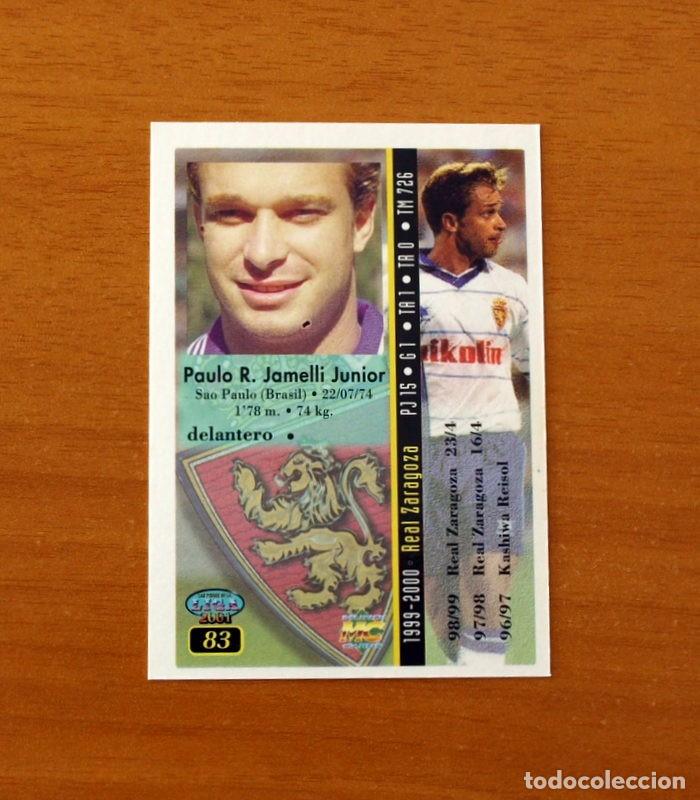 Paulo R. Jamelli Junior
Sao Paulo (Brasil) • 22/07/74
1'78 m. • 74 kg.
delantero •
LIGA
2001
83
MC
1999-2000 • Real Zaragoza PJ 15 • G 1 • TA 1 • TR 0 • TM 726
98/99 Real Zaragoza 23/4
97/98 Real Zaragoza 16/4
96/97 Kashiwa Reisol
ikolin
todocoleccion